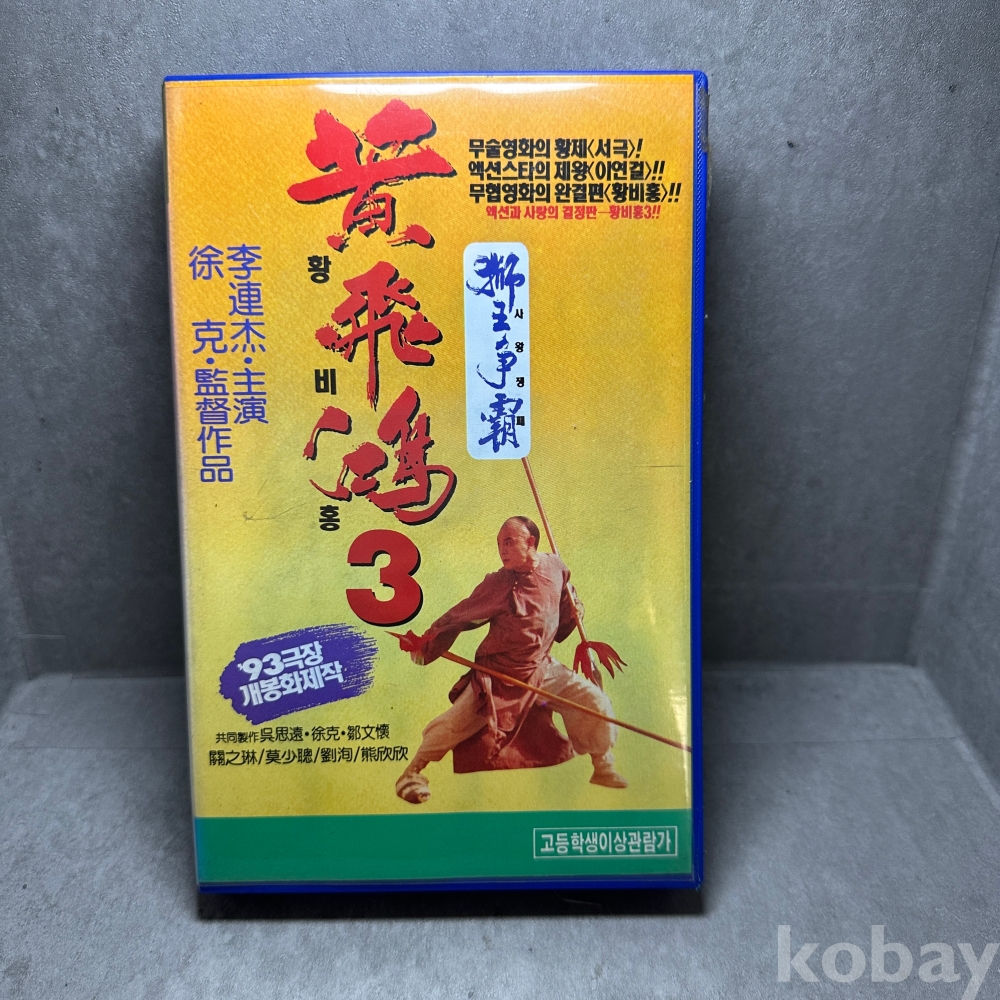 黃飛鴻
황비홍
3
무술영화의 황제〈서극〉!
액션스타의 제왕〈이연걸〉!!
무협영화의 완결편〈황비홍〉!!
액션과 사랑의 결정판—황비홍3!!
獅王争霸
사왕쟁패
李連杰·主演
徐克·監督作品
'93극장
개봉화제작
共同製作 吳思遠·徐克·鄒文懷
關之琳/莫少聰/劉洵/熊欣欣
고등학생이상관람가
kobay